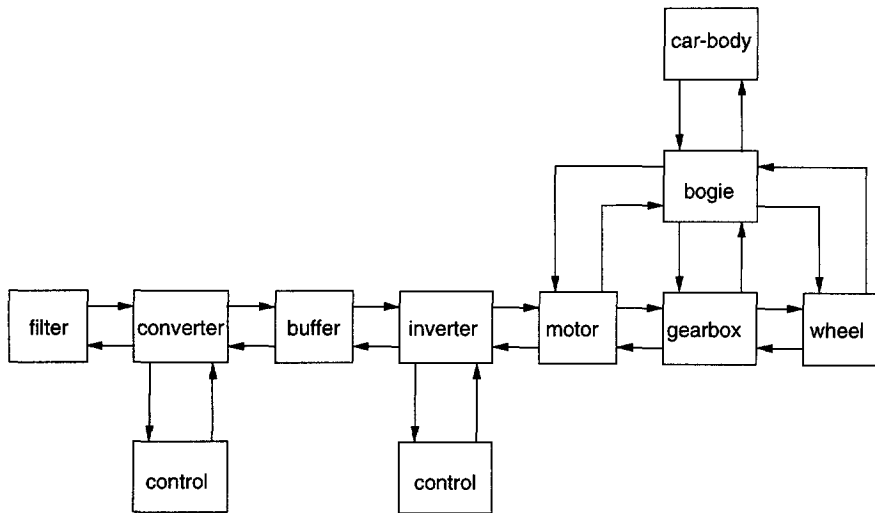 car-body
bogie
filter
converter
buffer
inverter
motor
gearbox
wheel
control
control